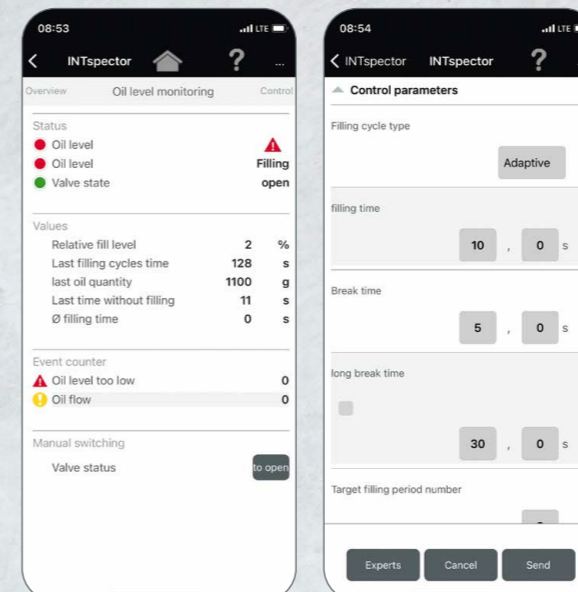 08:53 LTE
INTspector ? ...
Overview Oil level monitoring Control
Status
Oil level
Oil level Filling
Valve state open
Values
Relative fill level 2 %
Last filling cycles time 128 s
last oil quantity 1100 g
Last time without filling 11 s
Ø filling time 0 s
Event counter
Oil level too low 0
Oil flow 0
Manual switching
Valve status to open
08:54 LTE
INTspector INTspector ?
Control parameters
Filling cycle type
Adaptive
filling time
10 , 0 s
Break time
5 , 0 s
long break time
30 , 0 s
Target filling period number
Experts Cancel Send